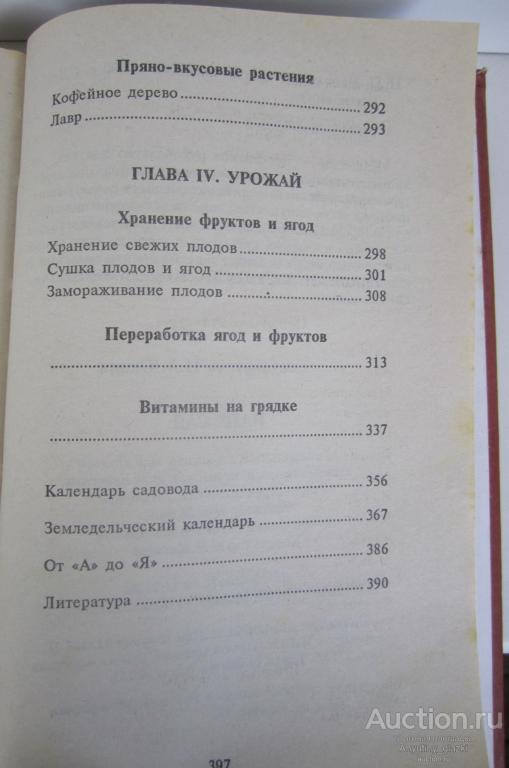 Пряно-вкусовые растения
Кофейное дерево 292
Лавр 293
ГЛАВА IV. УРОЖАЙ
Хранение фруктов и ягод
Хранение свежих плодов 298
Сушка плодов и ягод 301
Замораживание плодов 308
Переработка ягод и фруктов
313
Витамины на грядке
337
Календарь садовода 356
Земледельческий календарь 367
От «А» до «Я» 386
Литература 390
397
Auction.ru